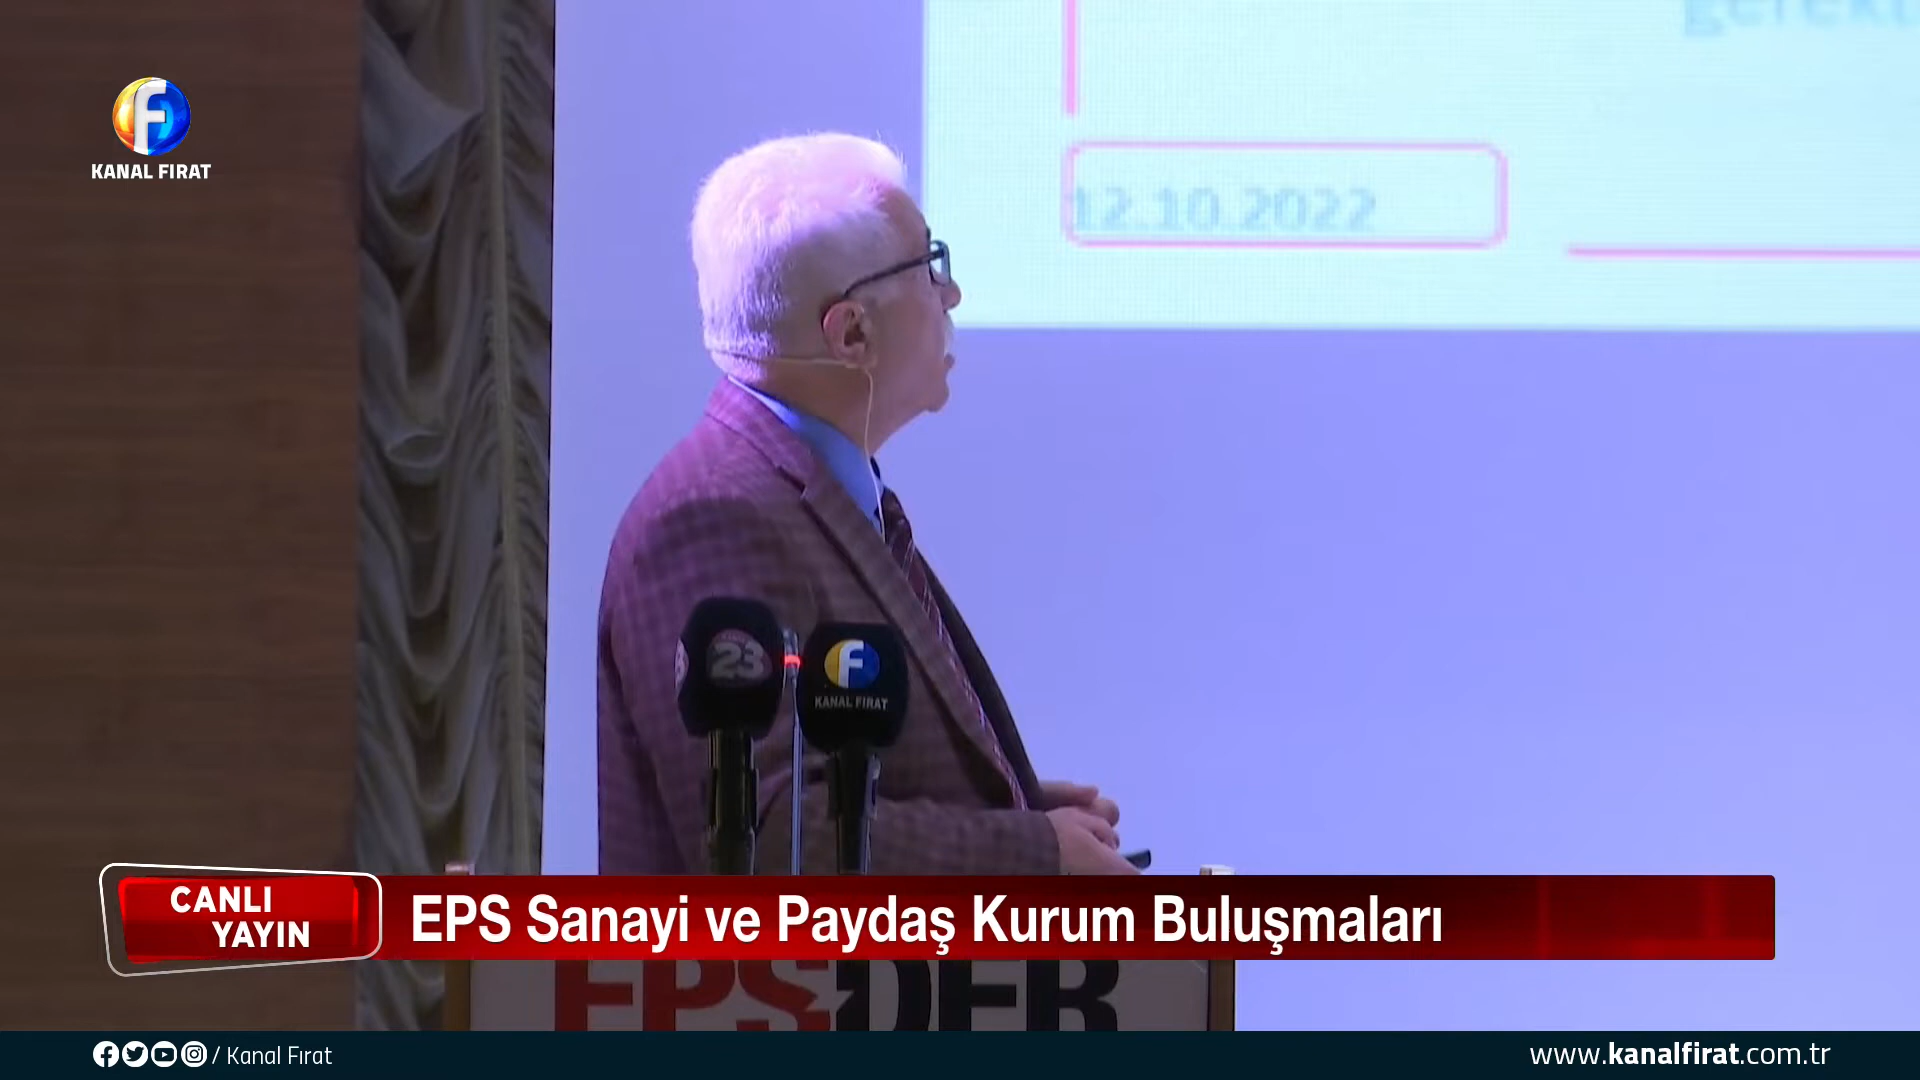 gerekt
F
KANAL FIRAT
12.10.2022
23
F
KANAL FIRAT
CANLI
YAYIN
EPS Sanayi ve Paydaş Kurum Buluşmaları
EPSDER
/ Kanal Fırat
www.kanalfirat.com.tr